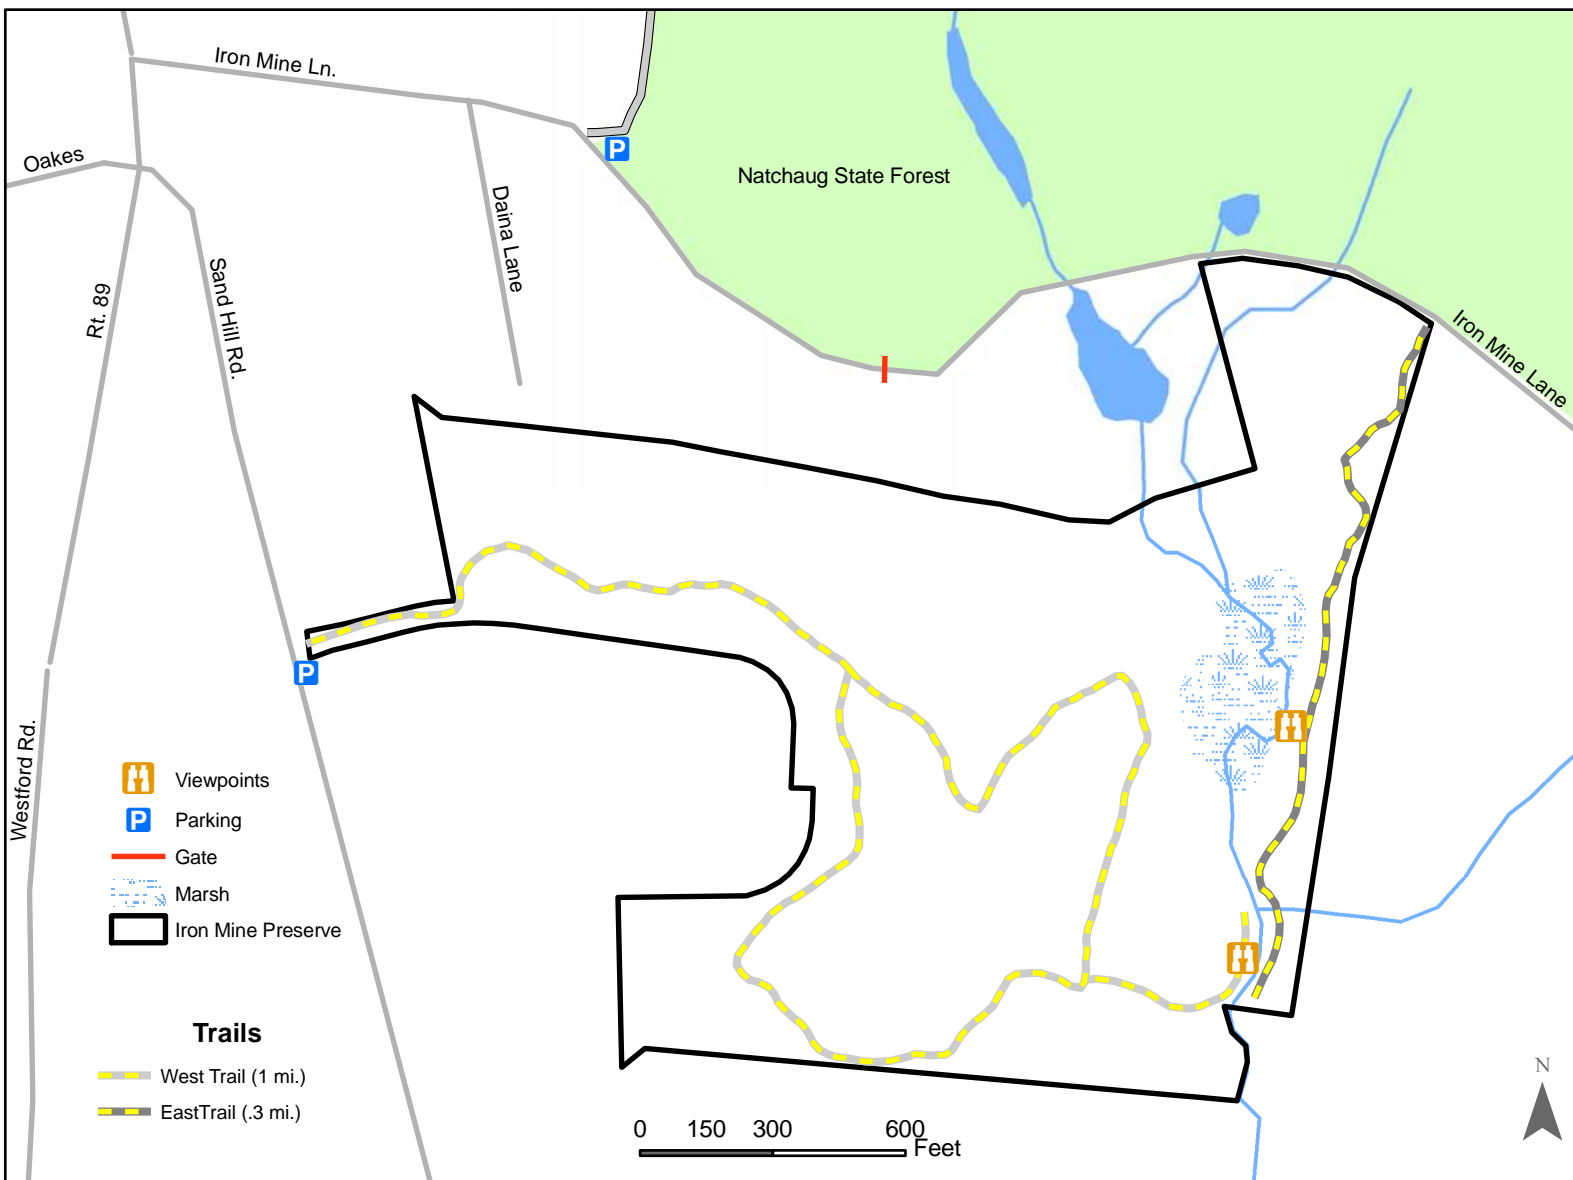 Iron Mine Ln.
Oakes
P
Natchaug State Forest
Daina Lane
Rt. 89
Sand Hill Rd.
Iron Mine Lane
P
Westford Rd.
Viewpoints
P Parking
Gate
Marsh
Iron Mine Preserve
Trails
West Trail (1 mi.)
EastTrail (.3 mi.)
N
0 150 300 600
Feet